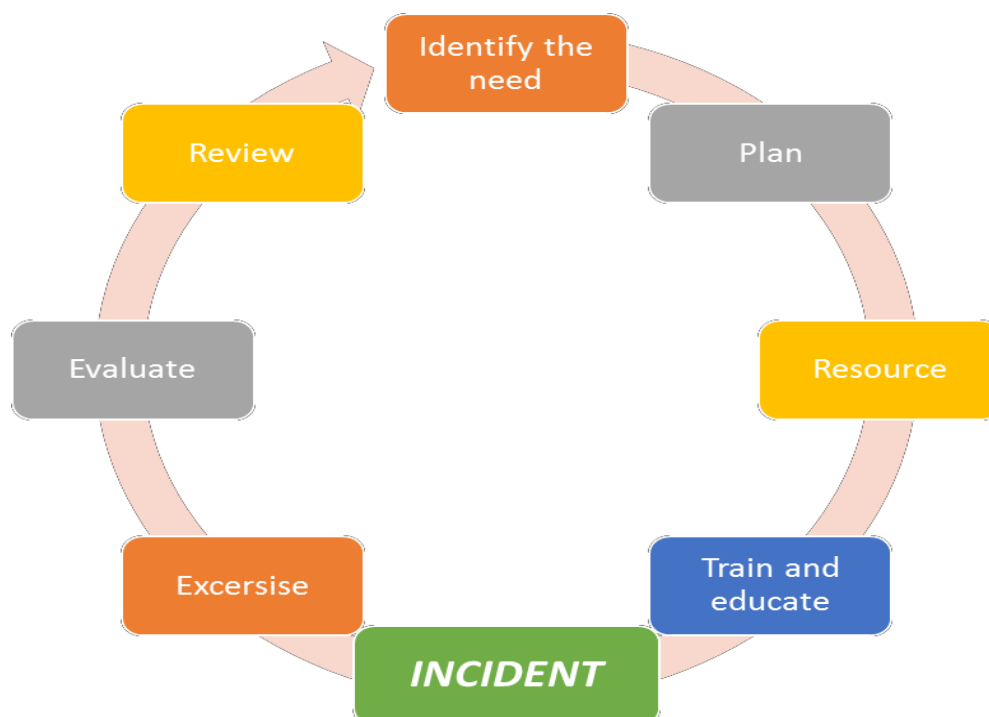 Identify the
need
Plan
Resource
Train and
educate
INCIDENT
Excersise
Evaluate
Review